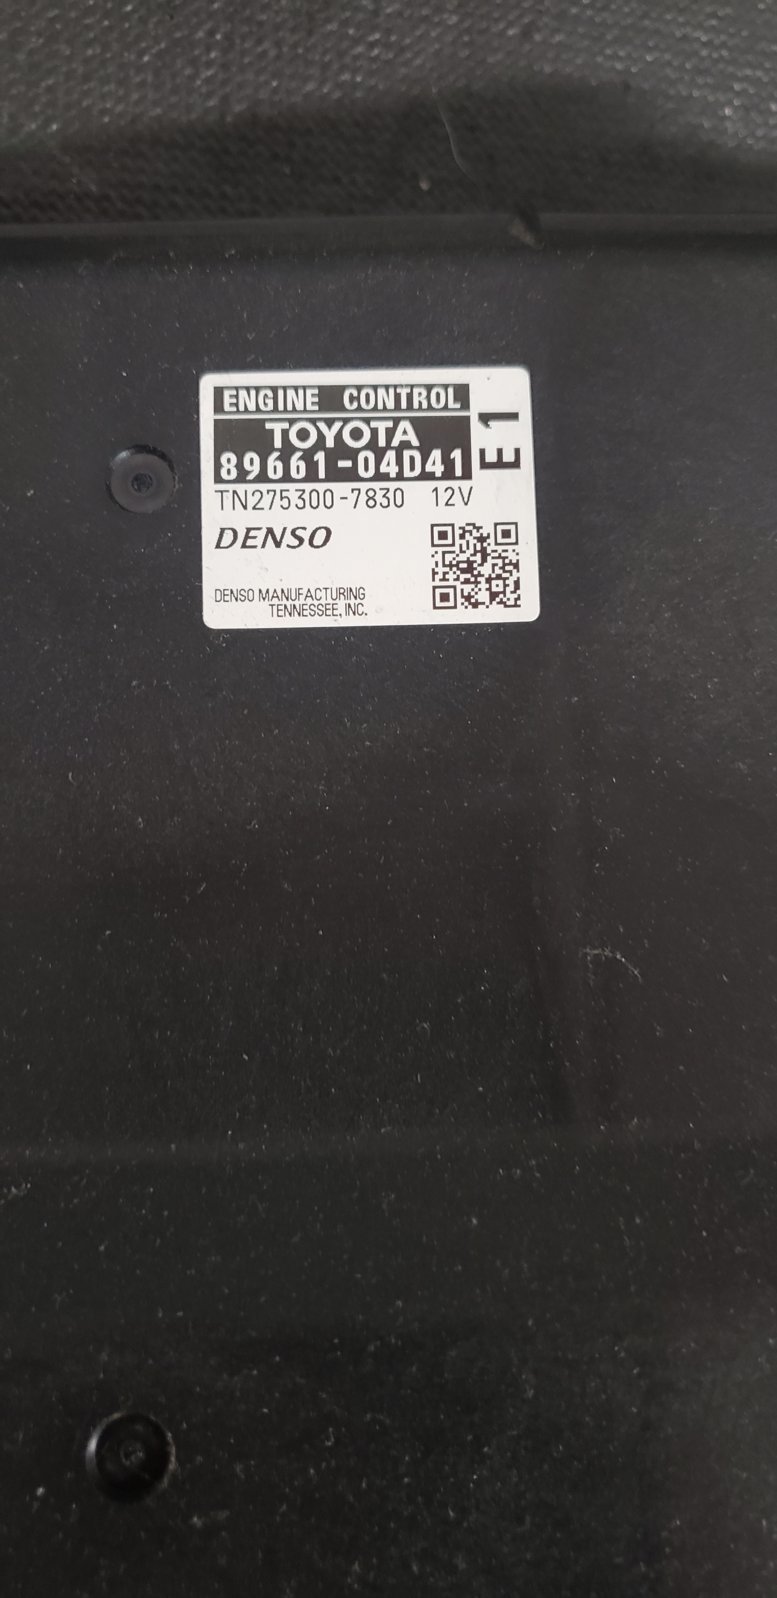 ENGINE CONTROL
TOYOTA
89661-04D41
E1
TN275300-7830 12V
DENSO
DENSO MANUFACTURING
TENNESSEE, INC.